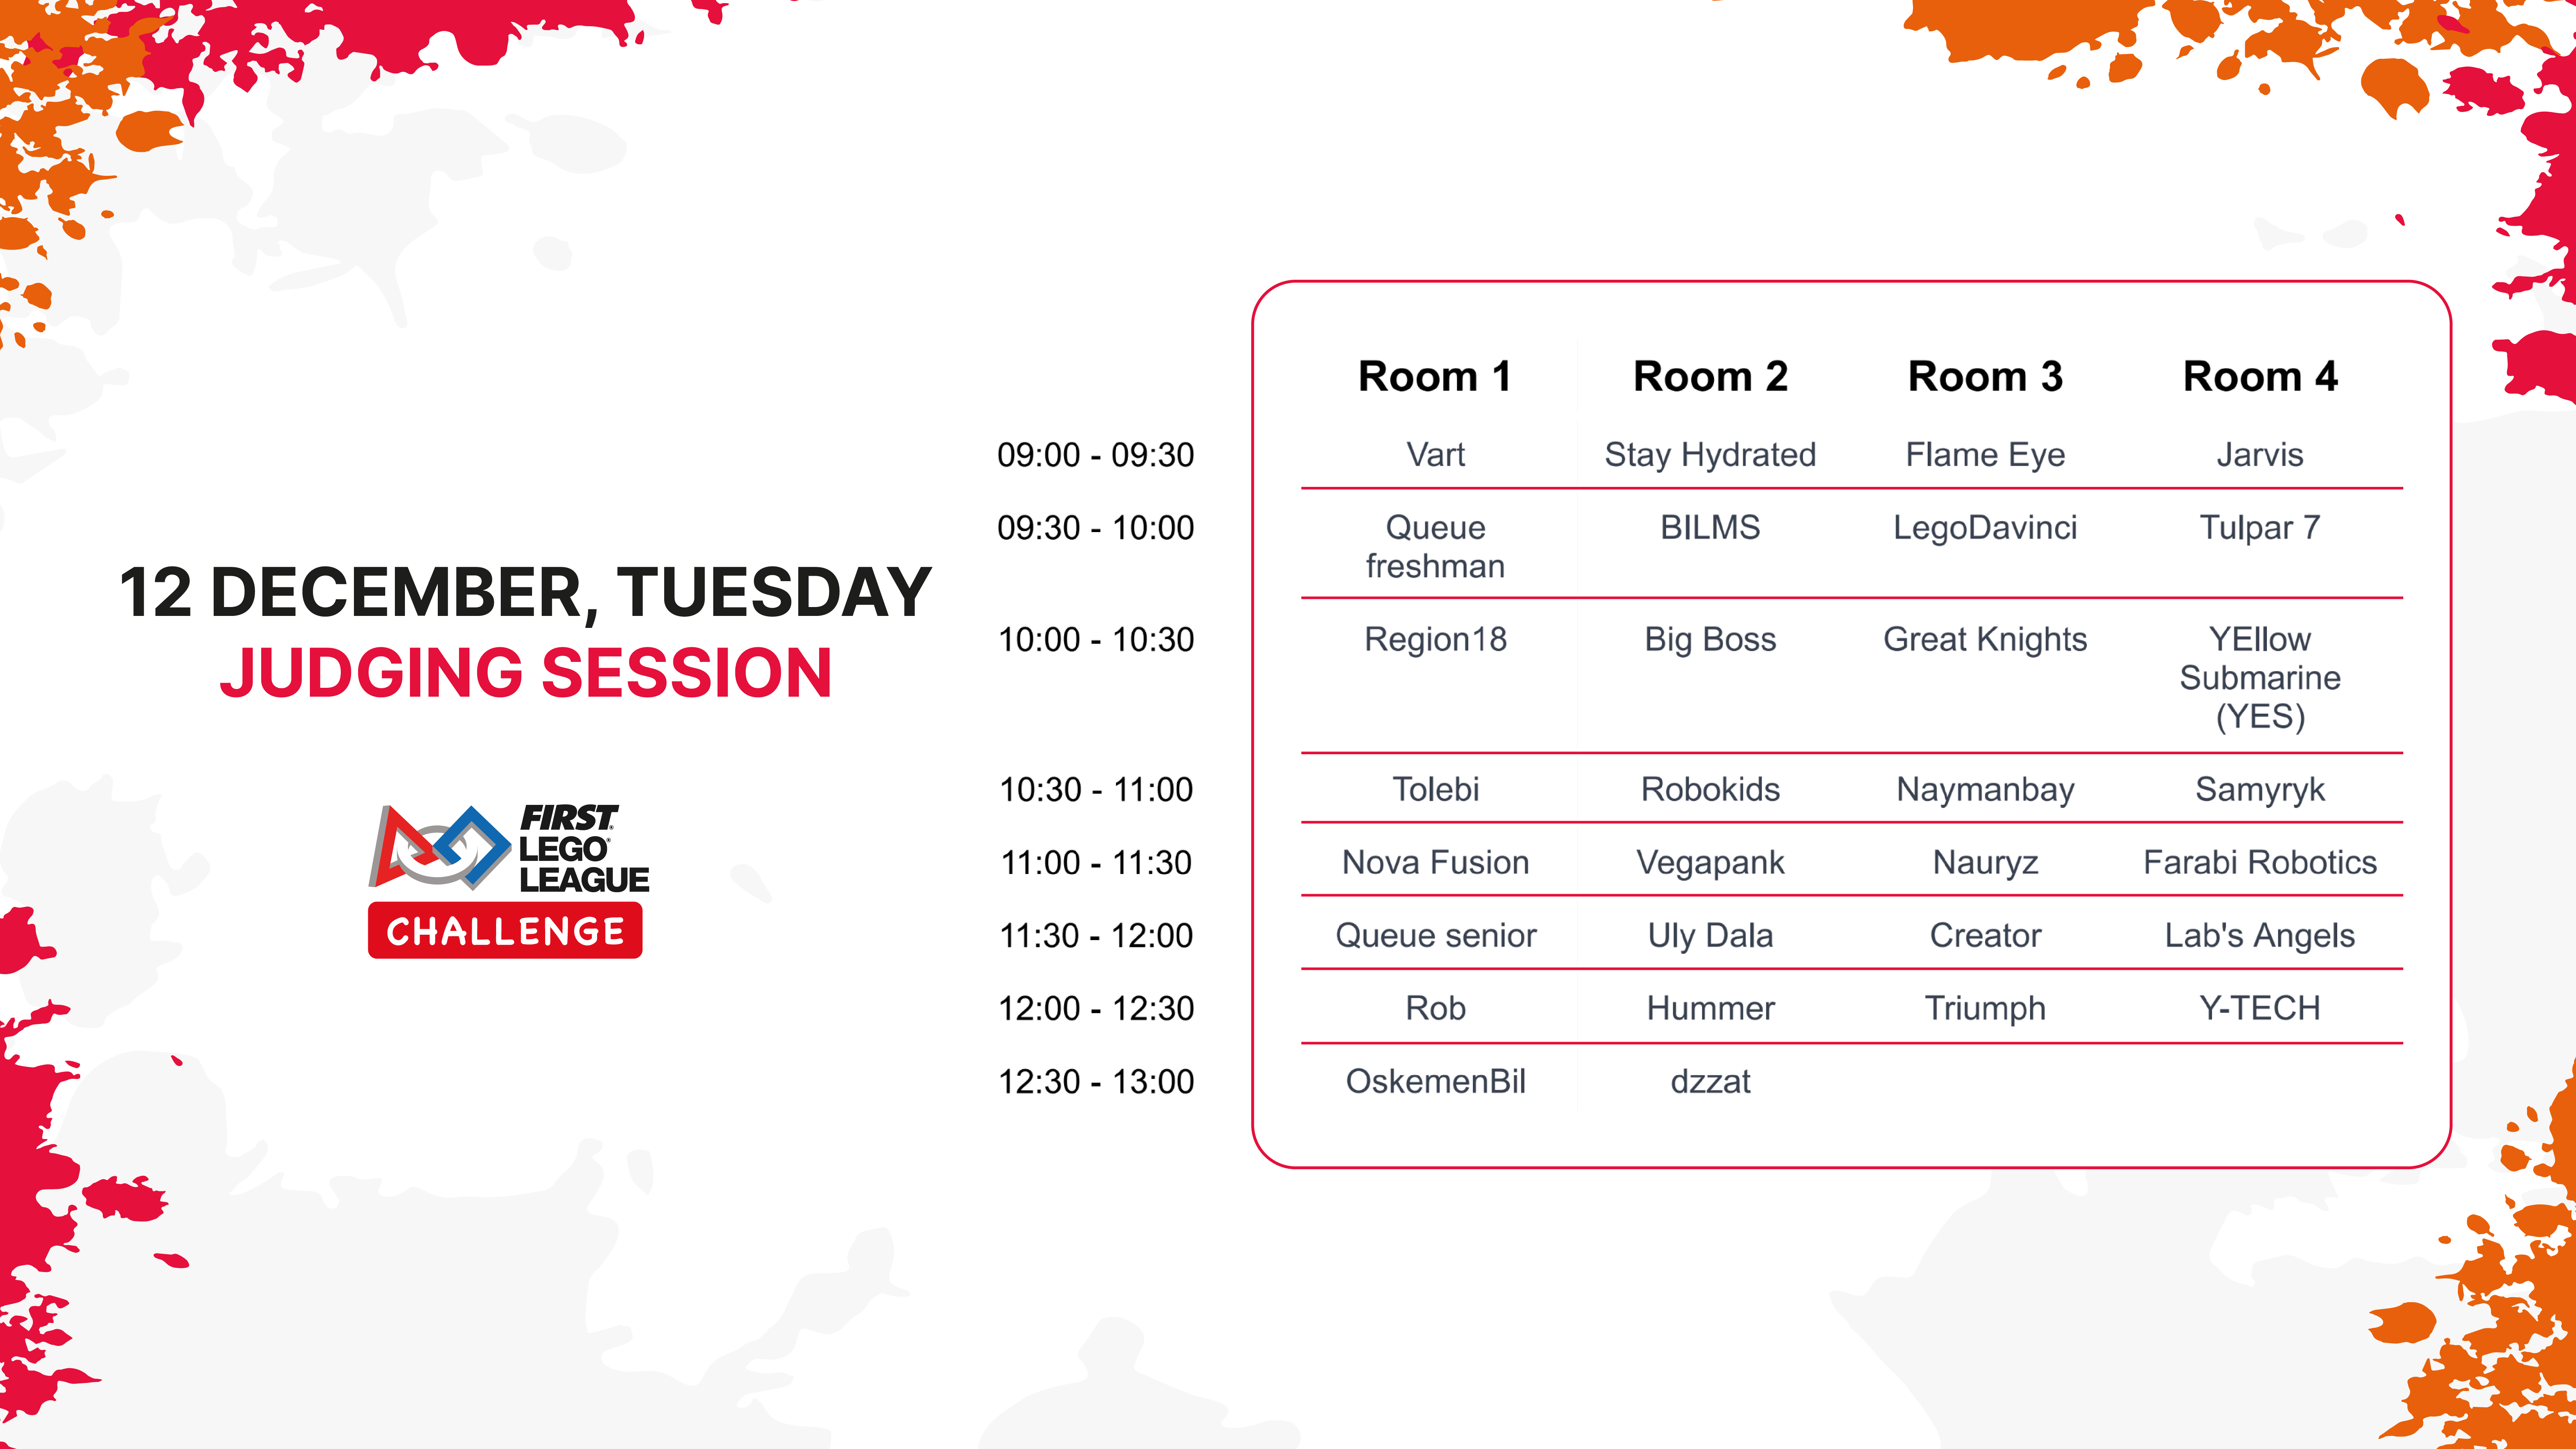 12 DECEMBER, TUESDAY
JUDGING SESSION
FIRST®
LEGO®
LEAGUE
CHALLENGE
Room 1 Room 2 Room 3 Room 4
09:00 - 09:30 Vart Stay Hydrated Flame Eye Jarvis
09:30 - 10:00 Queue BILMS LegoDavinci Tulpar 7
freshman
10:00 - 10:30 Region18 Big Boss Great Knights YEllow
Submarine
(YES)
10:30 - 11:00 Tolebi Robokids Naymanbay Samyryk
11:00 - 11:30 Nova Fusion Vegapank Nauryz Farabi Robotics
11:30 - 12:00 Queue senior Uly Dala Creator Lab's Angels
12:00 - 12:30 Rob Hummer Triumph Y-TECH
12:30 - 13:00 OskemenBil dzzat